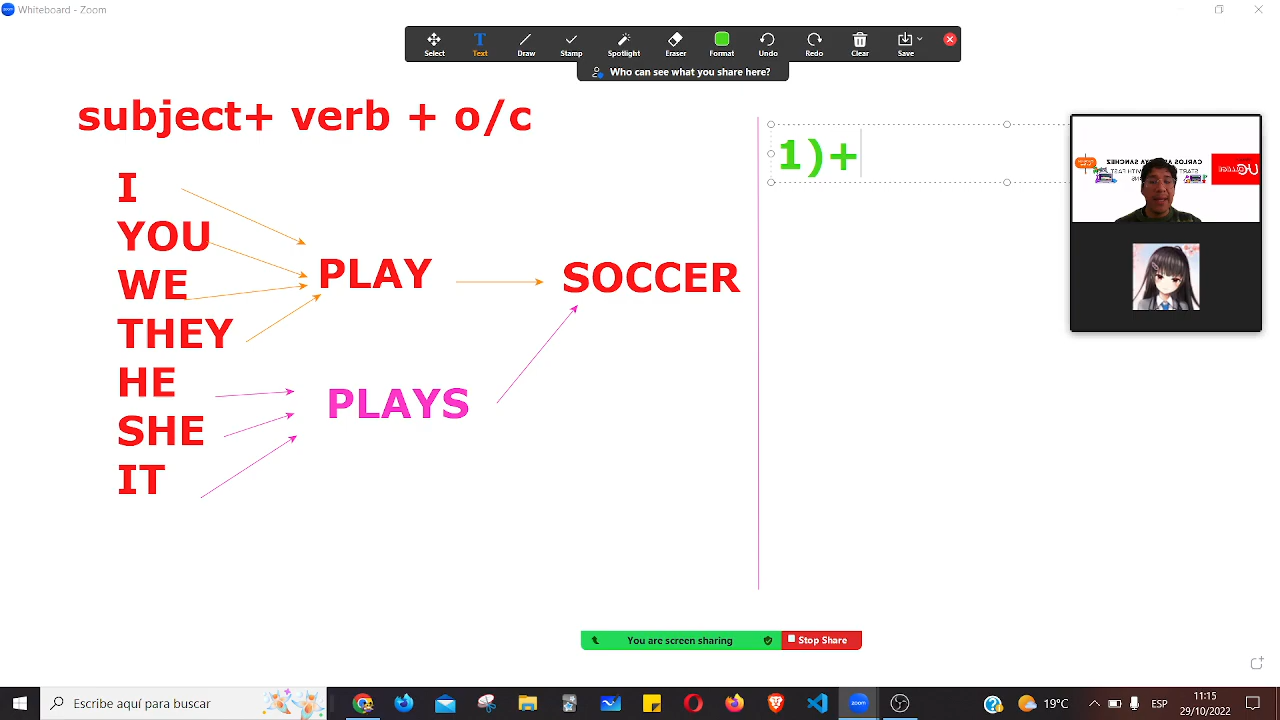 Whiteboard - Zoom
Select Text Draw Stamp Spotlight Eraser Format Undo Redo Clear Save
Who can see what you share here?
subject+ verb + o/c
I
YOU
WE
THEY
HE
SHE
IT
PLAY
PLAYS
SOCCER
1)+
You are screen sharing
Stop Share
Escribe aquí para buscar
zoom
19°C
ESP
11:15
29/10/2022